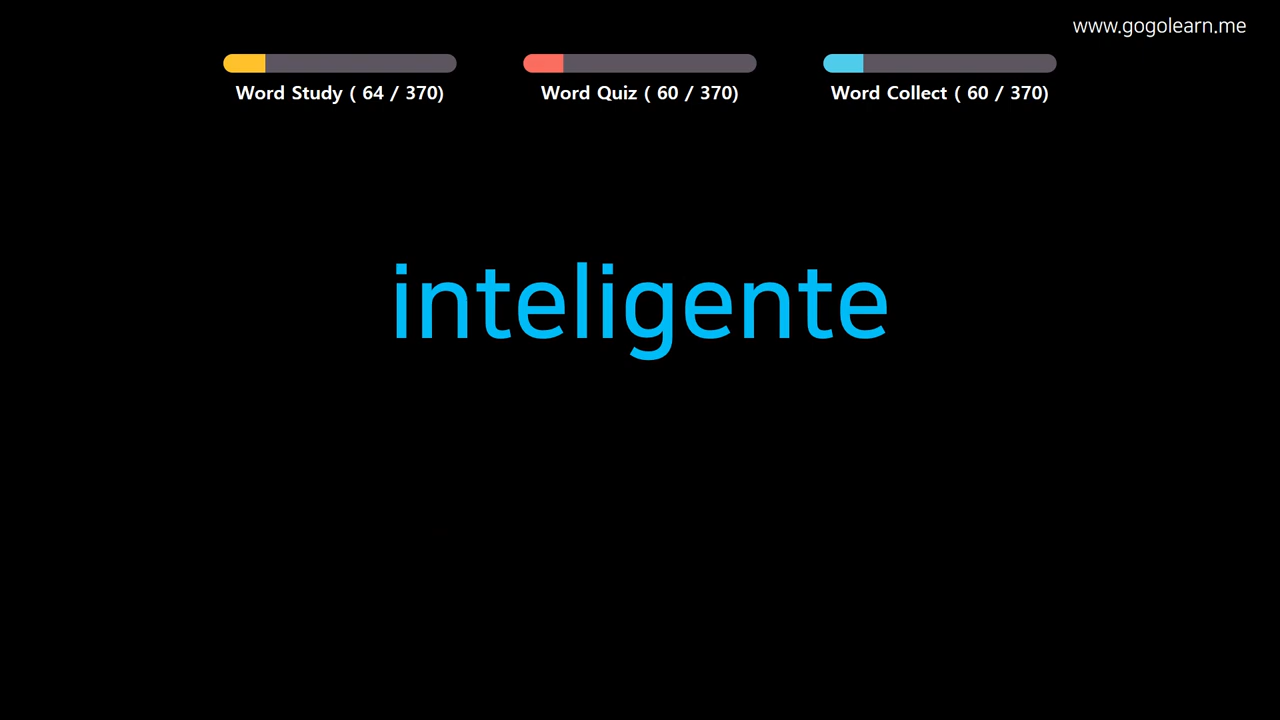 www.gogolearn.me
Word Study ( 64 / 370)
Word Quiz ( 60 / 370)
Word Collect ( 60 / 370)
inteligente